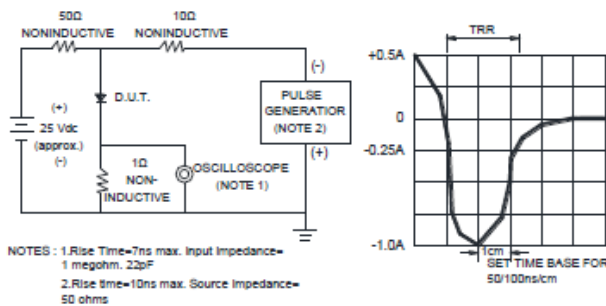 50Ω
NONINDUCTIVE
10Ω
NONINDUCTIVE
(+)
25 Vdc
(approx.)
(-)
D.U.T.
1Ω
NON-
INDUCTIVE
OSCILLOSCOPE
(NOTE 1)
(-)
PULSE
GENERATIOR
(NOTE 2)
(+)
TRR
+0.5A
0
-0.25A
-1.0A
1cm
SET TIME BASE FOR
50/100ns/cm
NOTES : 1.Rise Time=7ns max. Input Impedance=
1 megohm. 22pF
2.Rise time=10ns max. Source Impedance=
50 ohms